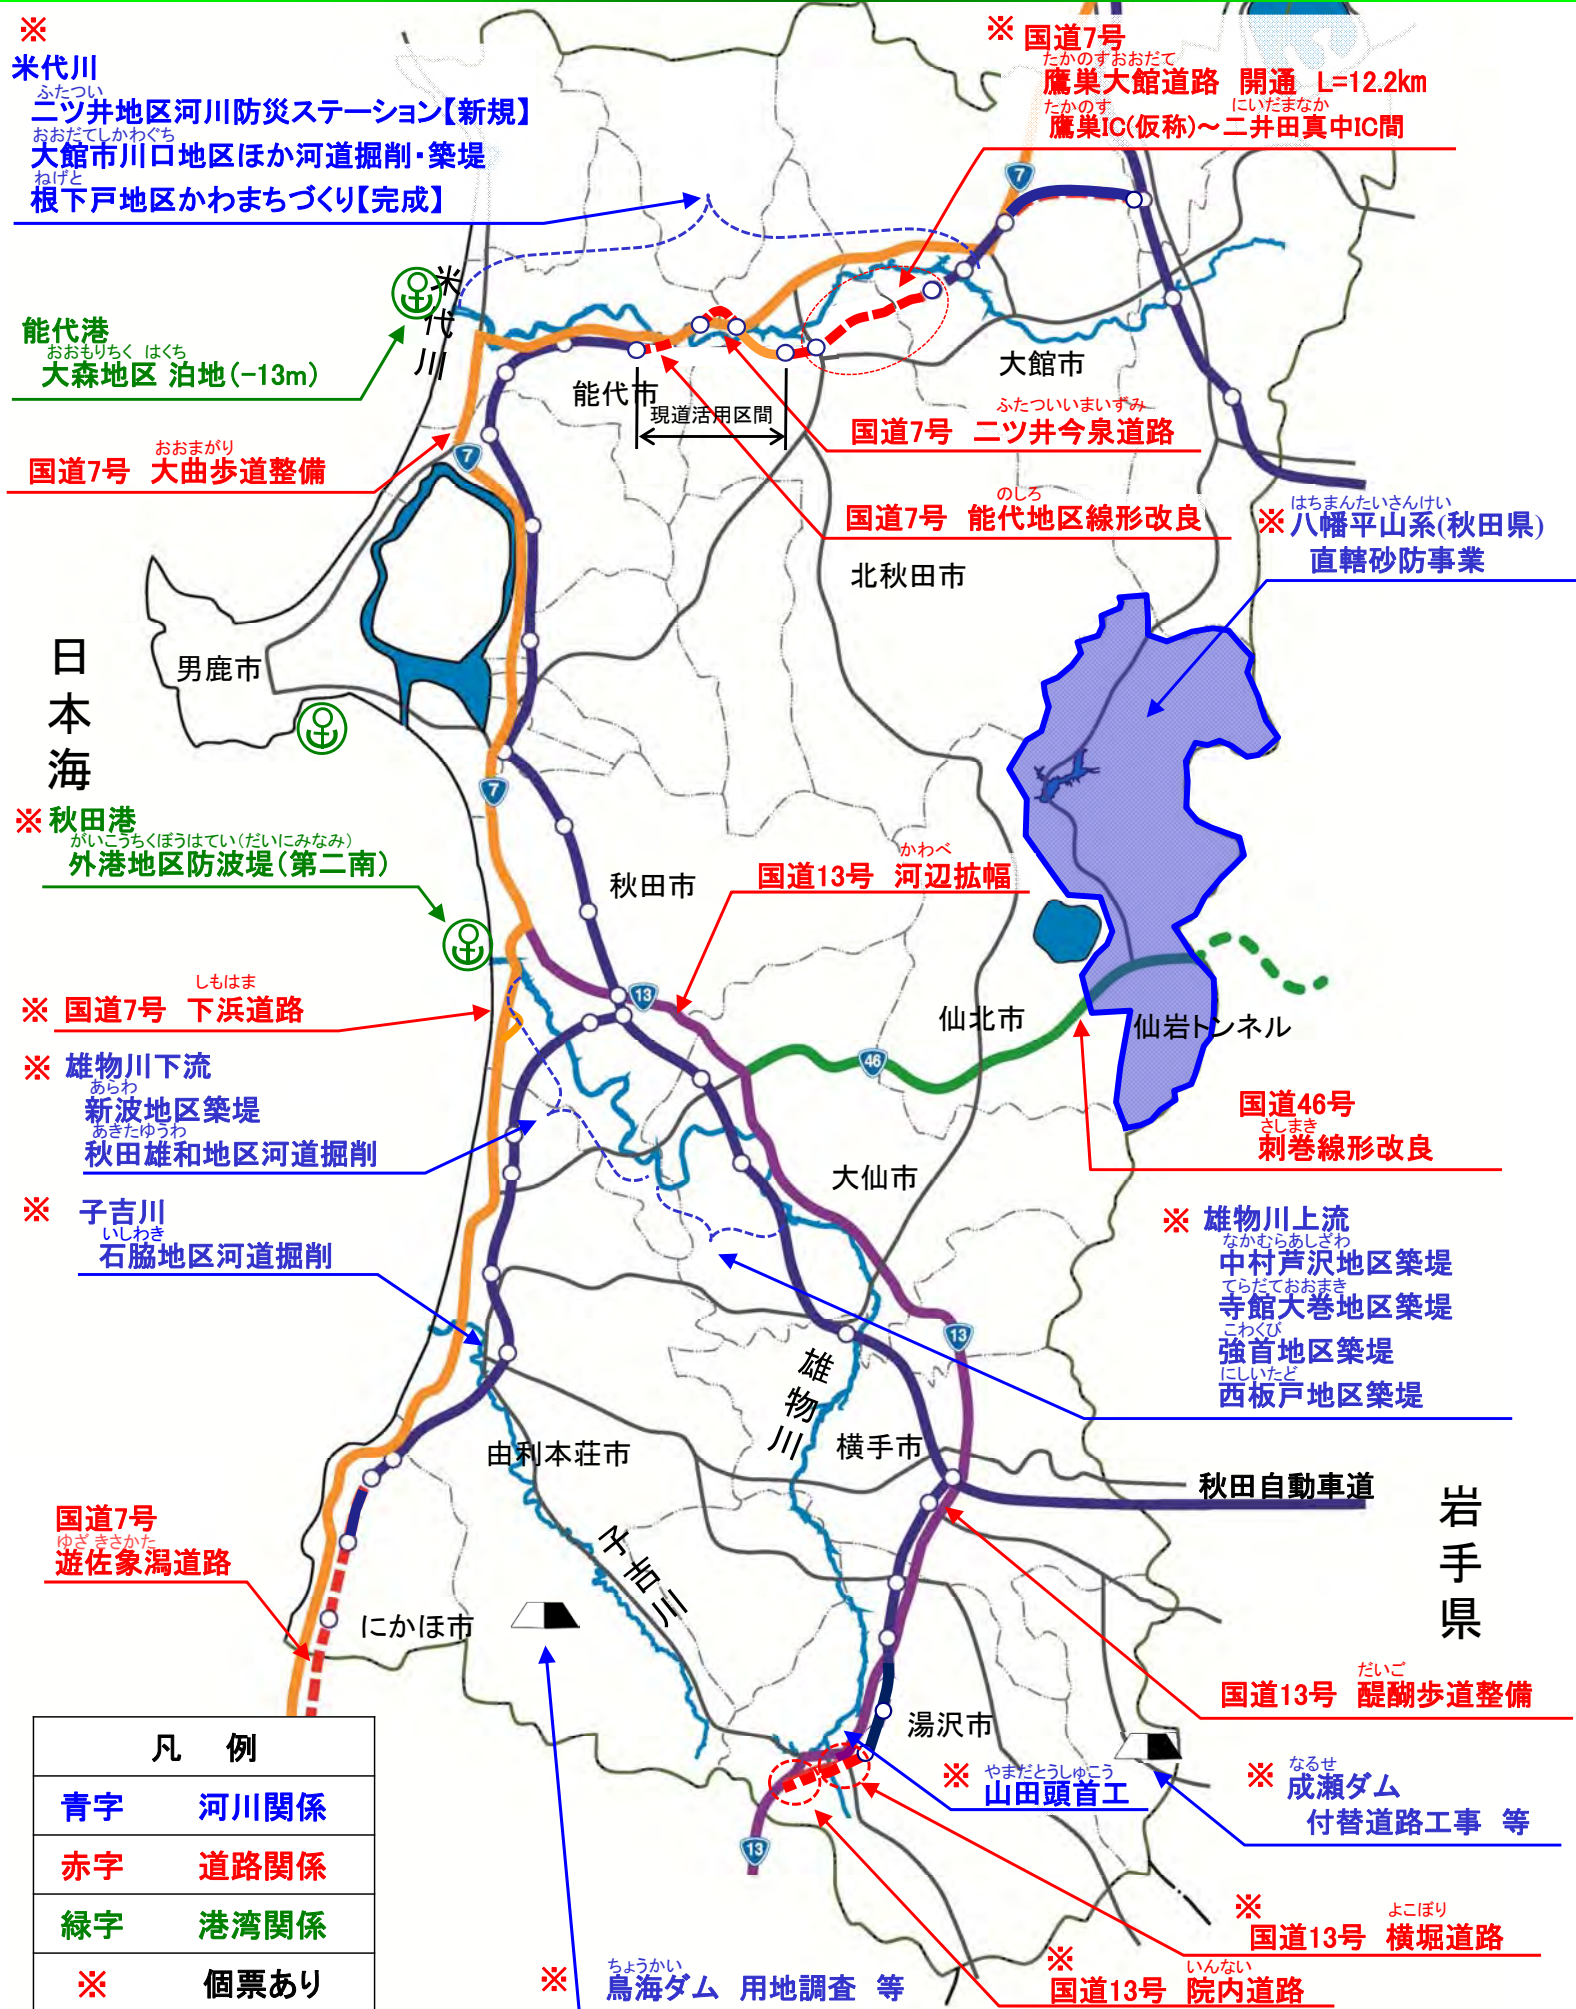 ※
米代川
ふたつい
二ツ井地区河川防災ステーション【新規】
おおだてしかわぐち
大館市川口地区ほか河道掘削・築堤
ねげと
根下戸地区かわまちづくり【完成】
※ 国道7号
たかのすおおだて
鷹巣大館道路 開通 L=12.2km
たかのす にいだまなか
鷹巣IC(仮称)～二井田真中IC間
7
米代川
能代港
おおもりちく はくち
大森地区 泊地(-13m)
大館市
能代市
現道活用区間
ふたついいまいずみ
国道7号 二ツ井今泉道路
おおまがり
国道7号 大曲歩道整備
7
のしろ
国道7号 能代地区線形改良
はちまんたいさんけい
※ 八幡平山系(秋田県)
直轄砂防事業
北秋田市
日本海
男鹿市
7
※ 秋田港
がいこうちくぼうはてい(だいにみなみ)
外港地区防波堤(第二南)
秋田市
かわべ
国道13号 河辺拡幅
しもはま
※ 国道7号 下浜道路
13
仙北市
仙岩トンネル
46
※ 雄物川下流
あらわ
新波地区築堤
あきたゆうわ
秋田雄和地区河道掘削
国道46号
さしまき
刺巻線形改良
大仙市
※ 子吉川
いしわき
石脇地区河道掘削
※ 雄物川上流
なかむらあしざわ
中村芦沢地区築堤
てらだておおまき
寺館大巻地区築堤
こわくび
強首地区築堤
にしいたど
西板戸地区築堤
13
雄物川
横手市
由利本荘市
秋田自動車道
岩手県
国道7号
ゆざ きさかた
遊佐象潟道路
子吉川
にかほ市
だいご
国道13号 醍醐歩道整備
湯沢市
※ やまだとうしゅこう
山田頭首工
※ なるせ
成瀬ダム
付替道路工事 等
13
※ よこぼり
国道13号 横堀道路
※ いんない
国道13号 院内道路
※ ちょうかい
鳥海ダム 用地調査 等
凡 例
青字 河川関係
赤字 道路関係
緑字 港湾関係
※ 個票あり